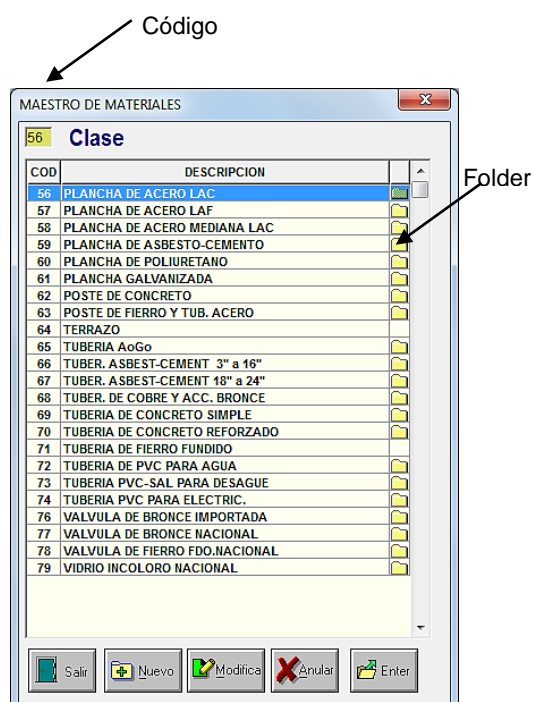 Código
MAESTRO DE MATERIALES
56 Clase
COD DESCRIPCION
Folder
56 PLANCHA DE ACERO LAC
57 PLANCHA DE ACERO LAF
58 PLANCHA DE ACERO MEDIANA LAC
59 PLANCHA DE ASBESTO-CEMENTO
60 PLANCHA DE POLIURETANO
61 PLANCHA GALVANIZADA
62 POSTE DE CONCRETO
63 POSTE DE FIERRO Y TUB. ACERO
64 TERRAZO
65 TUBERIA AoGo
66 TUBER. ASBEST-CEMENT 3" a 16"
67 TUBER. ASBEST-CEMENT 18" a 24"
68 TUBER. DE COBRE Y ACC. BRONCE
69 TUBERIA DE CONCRETO SIMPLE
70 TUBERIA DE CONCRETO REFORZADO
71 TUBERIA DE FIERRO FUNDIDO
72 TUBERIA DE PVC PARA AGUA
73 TUBERIA PVC-SAL PARA DESAGUE
74 TUBERIA PVC PARA ELECTRIC.
76 VALVULA DE BRONCE IMPORTADA
77 VALVULA DE BRONCE NACIONAL
78 VALVULA DE FIERRO FDO.NACIONAL
79 VIDRIO INCOLORO NACIONAL
Salir Nuevo Modifica Anular Enter